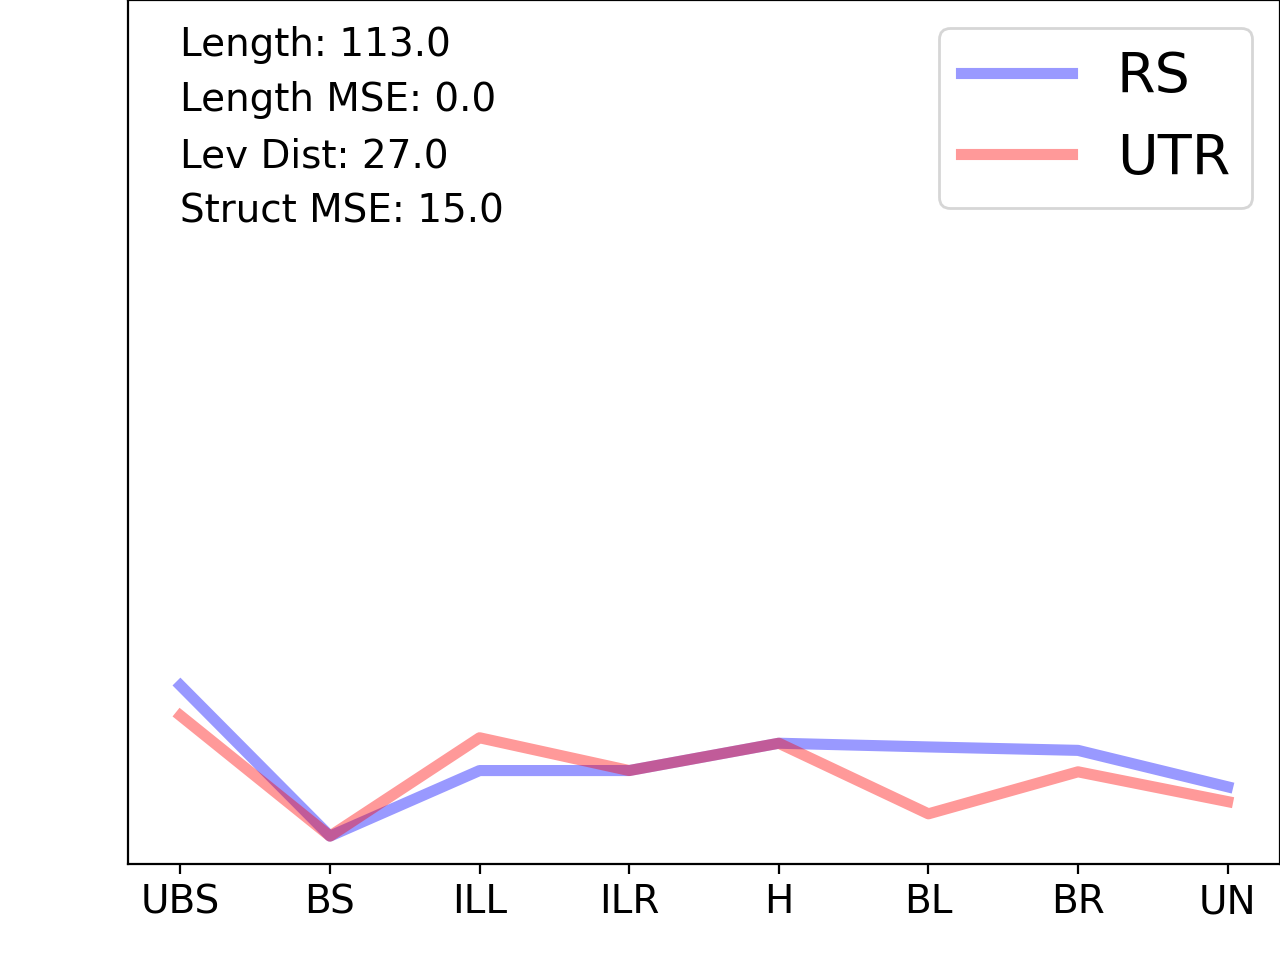 Length: 113.0
Length MSE: 0.0
Lev Dist: 27.0
Struct MSE: 15.0
RS
UTR
UBS BS ILL ILR H BL BR UN